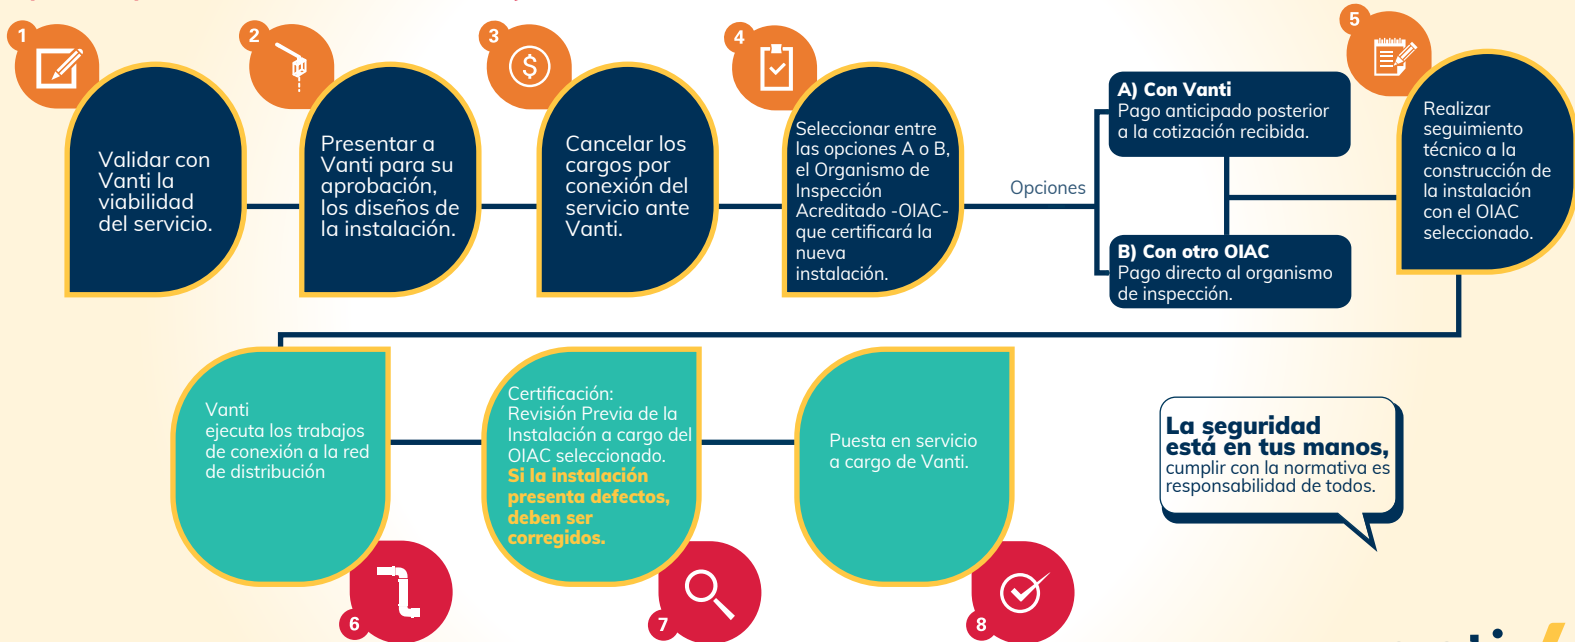 1
Validar con
Vanti la
viabilidad
del servicio.
2
Presentar a
Vanti para su
aprobación,
los diseños de
la instalación.
3
$
Cancelar los
cargos por
conexión del
servicio ante
Vanti.
4
Seleccionar entre
las opciones A o B,
el Organismo de
Inspección
Acreditado -OIAC-
que certificará la
nueva
instalación.
Opciones
A) Con Vanti
Pago anticipado posterior
a la cotización recibida.
B) Con otro OIAC
Pago directo al organismo
de inspección.
5
Realizar
seguimiento
técnico a la
construcción de
la instalación
con el OIAC
seleccionado.
Vanti
ejecuta los trabajos
de conexión a la red
de distribución
6
Certificación:
Revisión Previa de la
Instalación a cargo del
OIAC seleccionado.
Si la instalación
presenta defectos,
deben ser
corregidos.
7
Puesta en servicio
a cargo de Vanti.
8
La seguridad
está en tus manos,
cumplir con la normativa es
responsabilidad de todos.